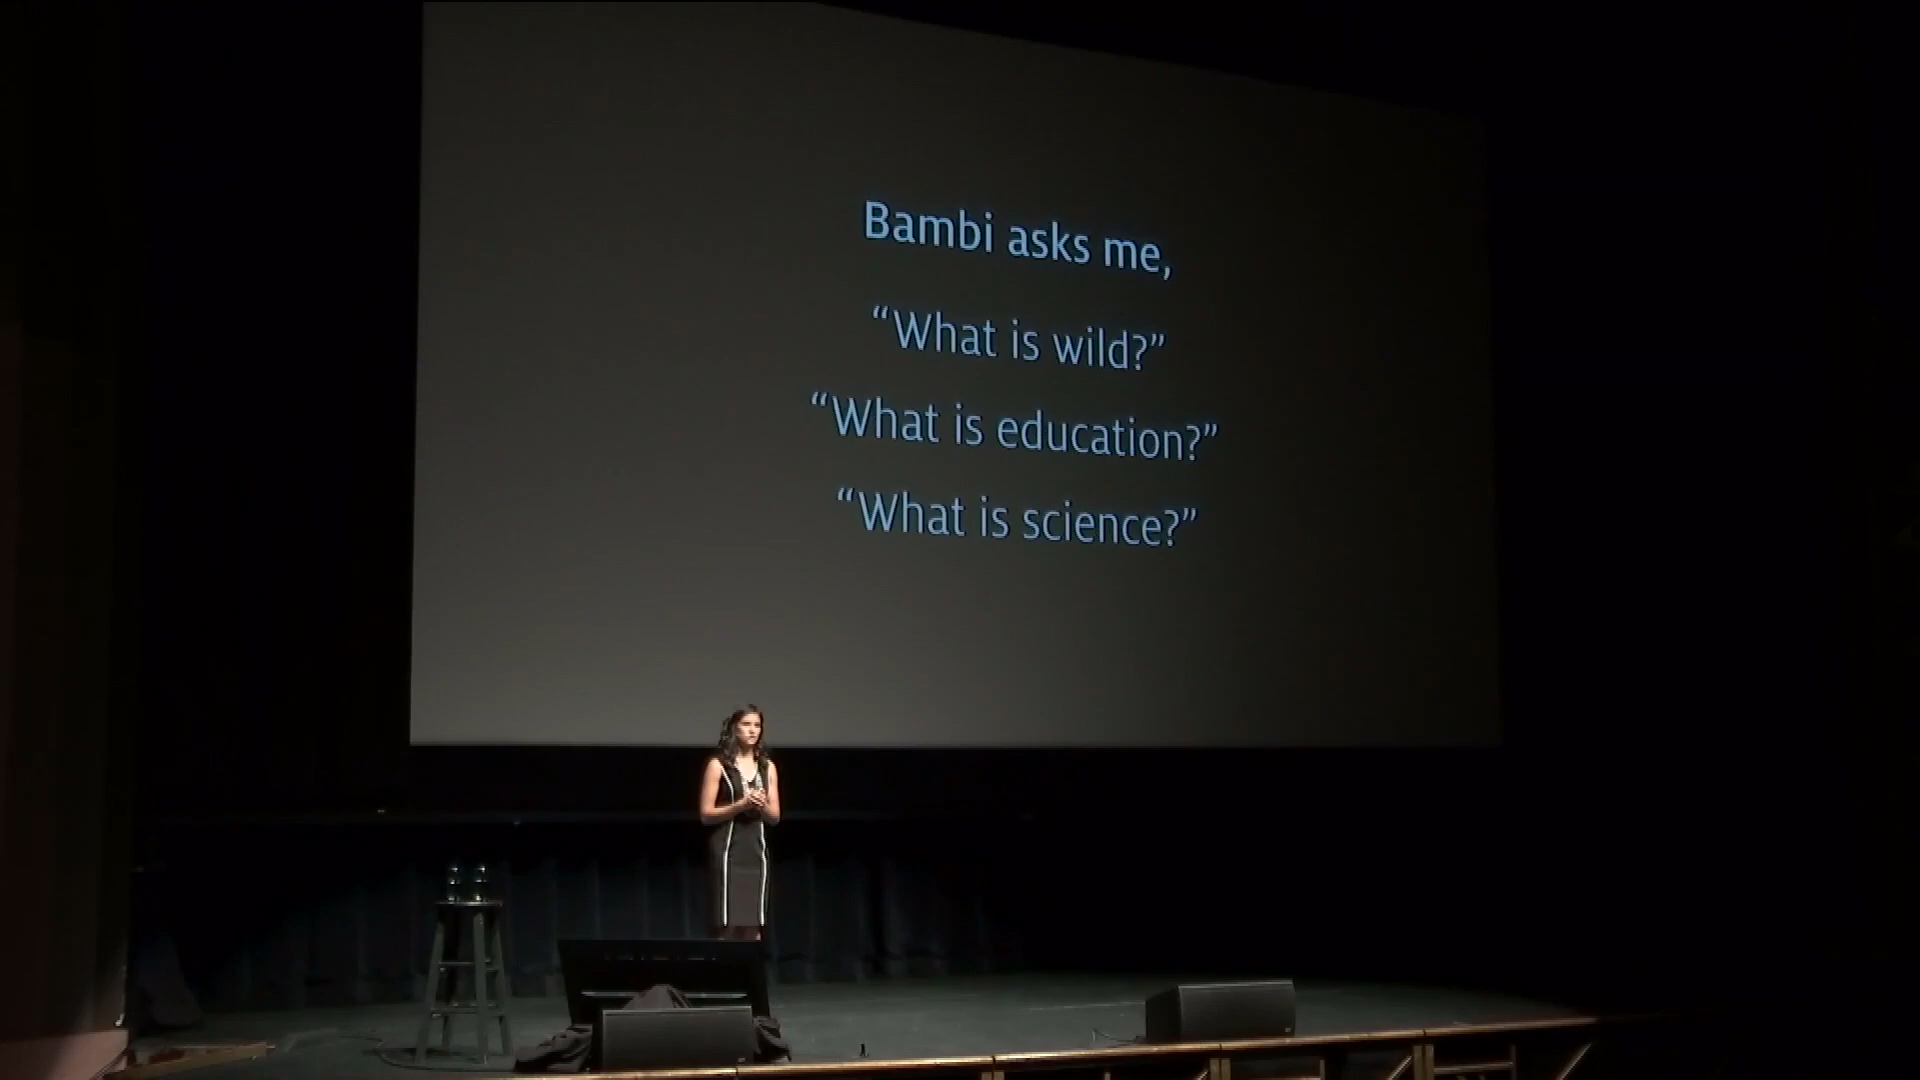 Bambi asks me,
“What is wild?”
“What is education?”
“What is science?”